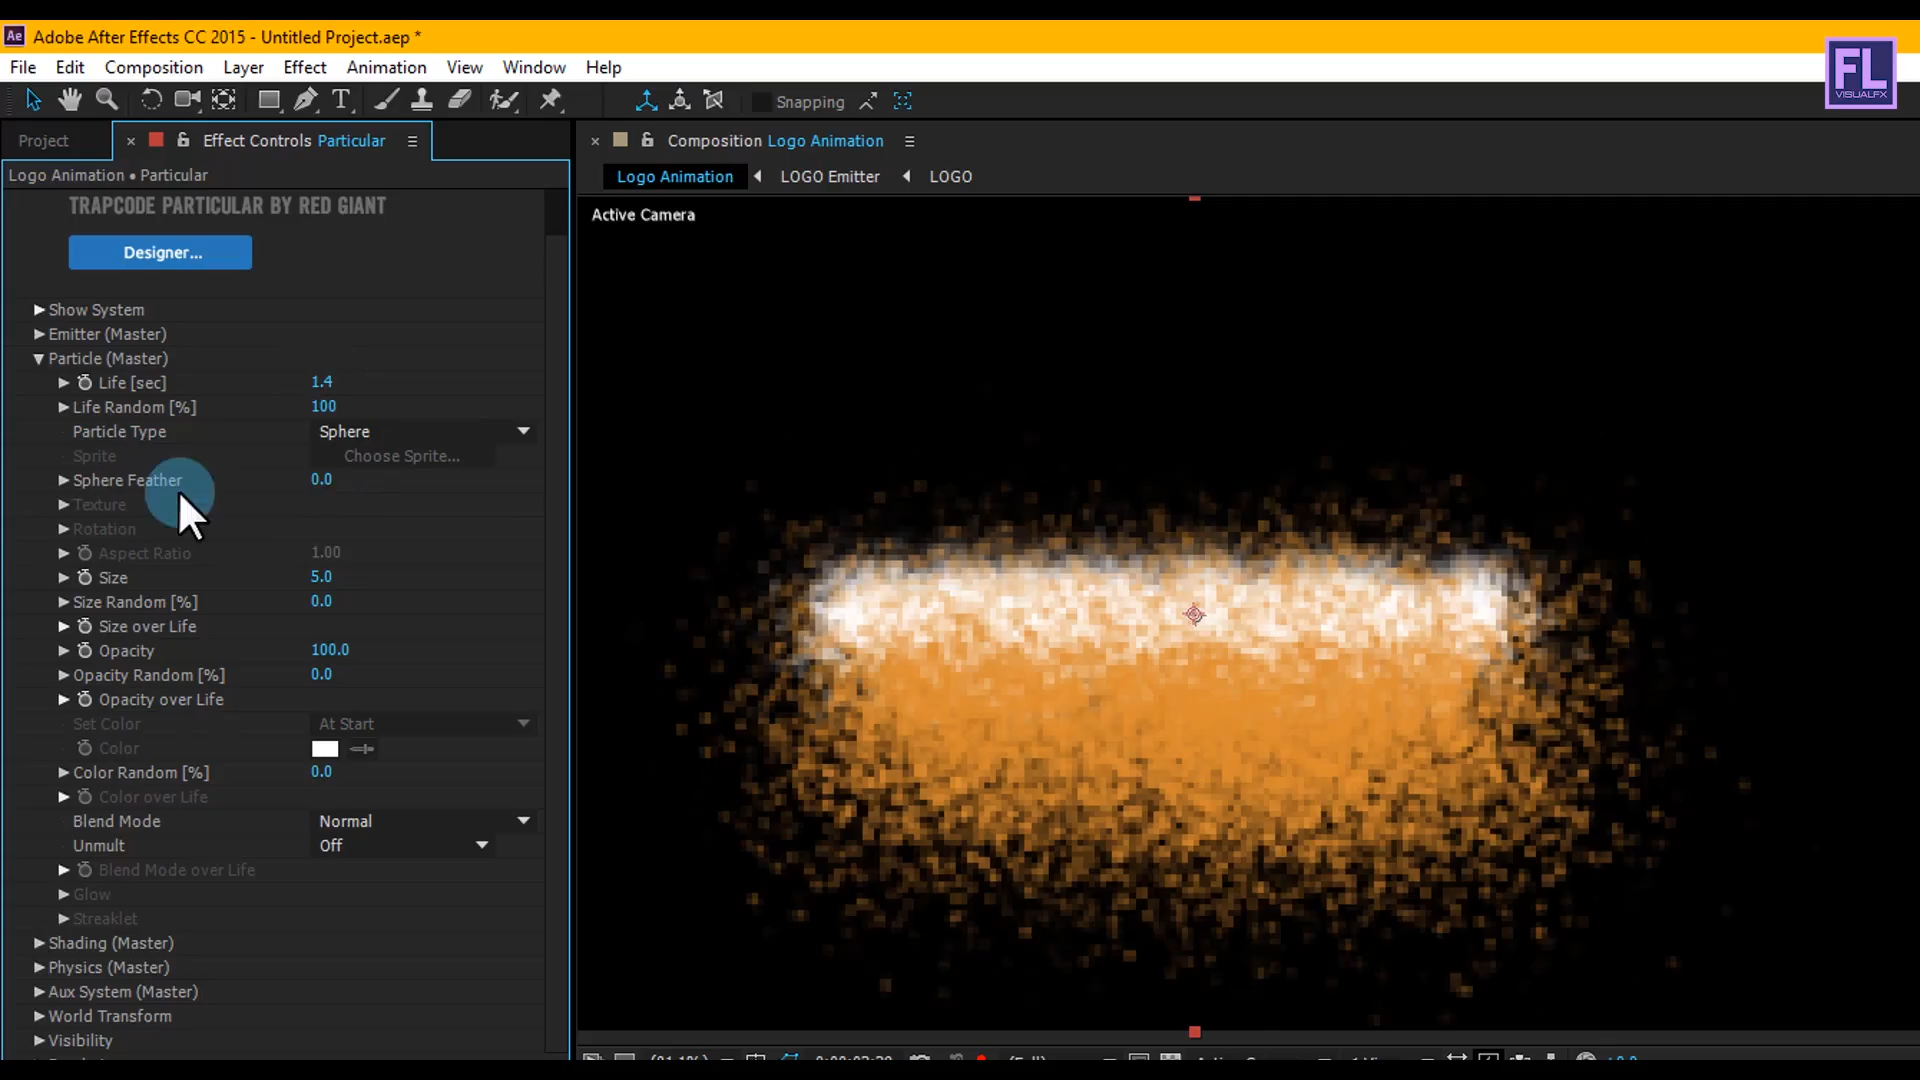 Ae Adobe After Effects CC 2015 - Untitled Project.aep *
File Edit Composition Layer Effect Animation View Window Help
FL
VISUALFX
T Snapping
Project × Effect Controls Particular × Composition Logo Animation
Logo Animation • Particular
Logo Animation LOGO Emitter LOGO
TRAPCODE PARTICULAR BY RED GIANT
Active Camera
Designer...
Show System
Emitter (Master)
Particle (Master)
Life [sec] 1.4
Life Random [%] 100
Particle Type Sphere
Sprite Choose Sprite...
Sphere Feather 0.0
Texture
Rotation
Aspect Ratio 1.00
Size 5.0
Size Random [%] 0.0
Size over Life
Opacity 100.0
Opacity Random [%] 0.0
Opacity over Life
Set Color At Start
Color
Color Random [%] 0.0
Color over Life
Blend Mode Normal
Unmult Off
Blend Mode over Life
Glow
Streaklet
Shading (Master)
Physics (Master)
Aux System (Master)
World Transform
Visibility